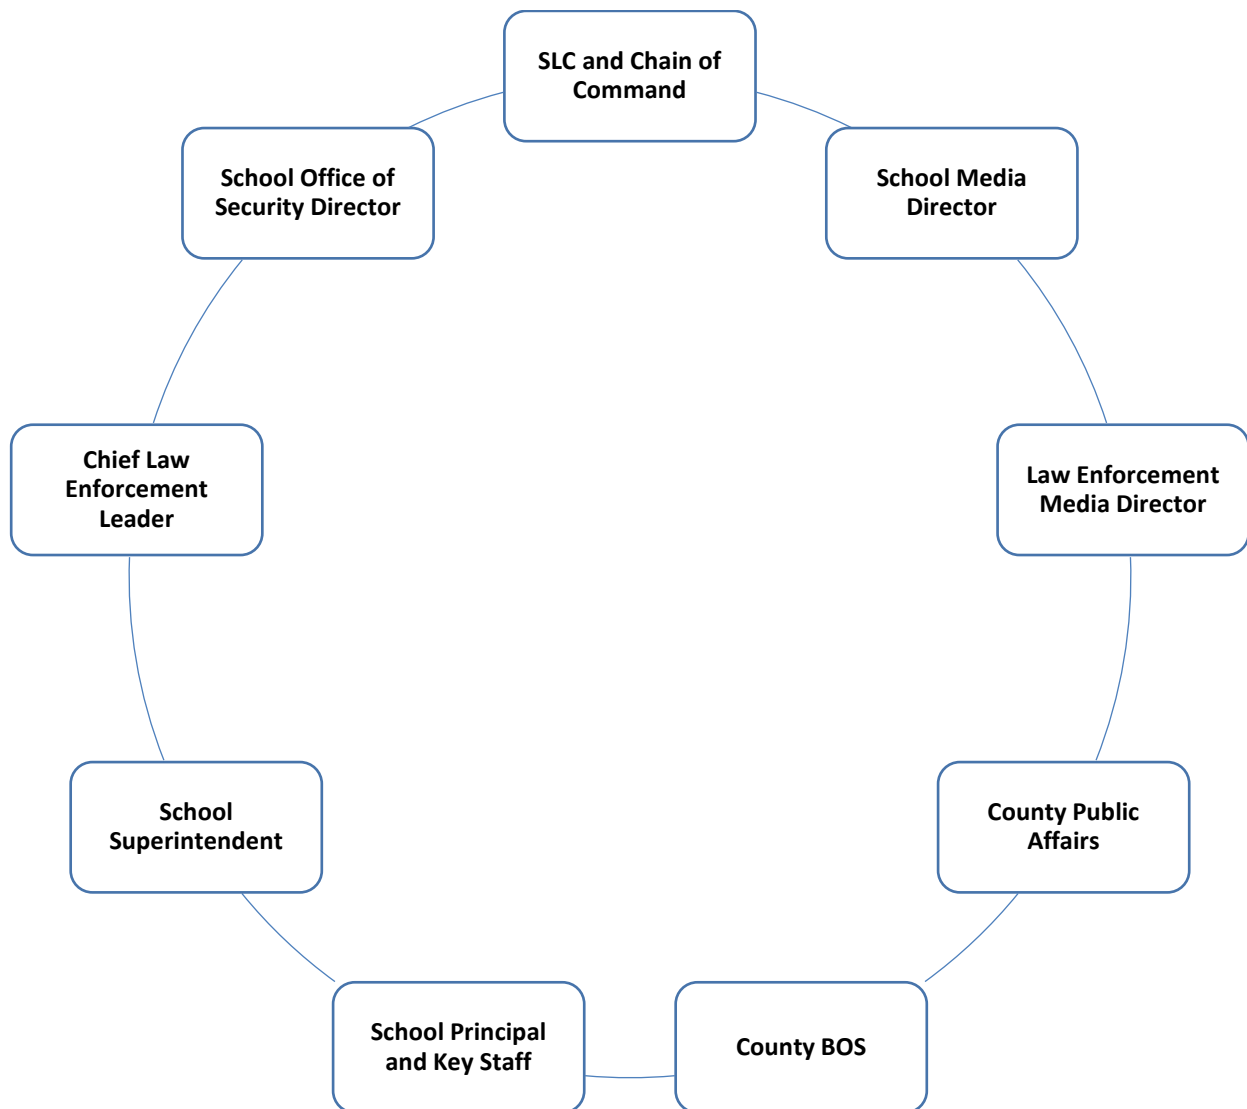 SLC and Chain of
Command
School Media
Director
Law Enforcement
Media Director
County Public
Affairs
County BOS
School Principal
and Key Staff
School
Superintendent
Chief Law
Enforcement
Leader
School Office of
Security Director